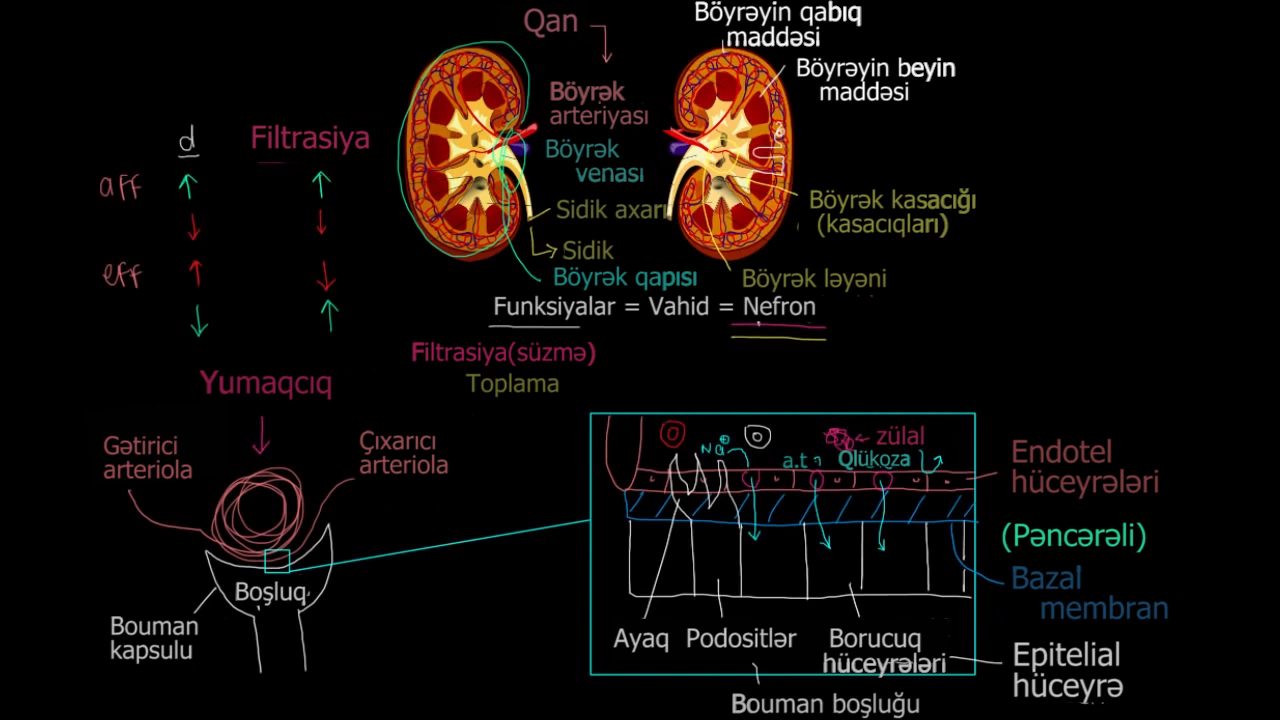 Qan
Böyrəyin qabıq
maddəsi
Böyrəyin beyin
maddəsi
Böyrək
arteriyası
Böyrək
venası
Sidik axarı
Sidik
Böyrək qapısı
Böyrək kasacığı
(kasacıqları)
Böyrək ləyəni
Funksiyalar = Vahid = Nefron
Filtrasiya(süzmə)
Toplama
d
Filtrasiya
aff
eff
Yumaqcıq
Gətirici
arteriola
Çıxarıcı
arteriola
Boşluq
Bouman
kapsulu
Na⊕
a.t
zülal
Qlükoza
Endotel
hüceyrələri
(Pəncərəli)
Bazal
membran
Ayaq
Podositlər
Borucuq
hüceyrələri
Epitelial
hüceyrə
Bouman boşluğu